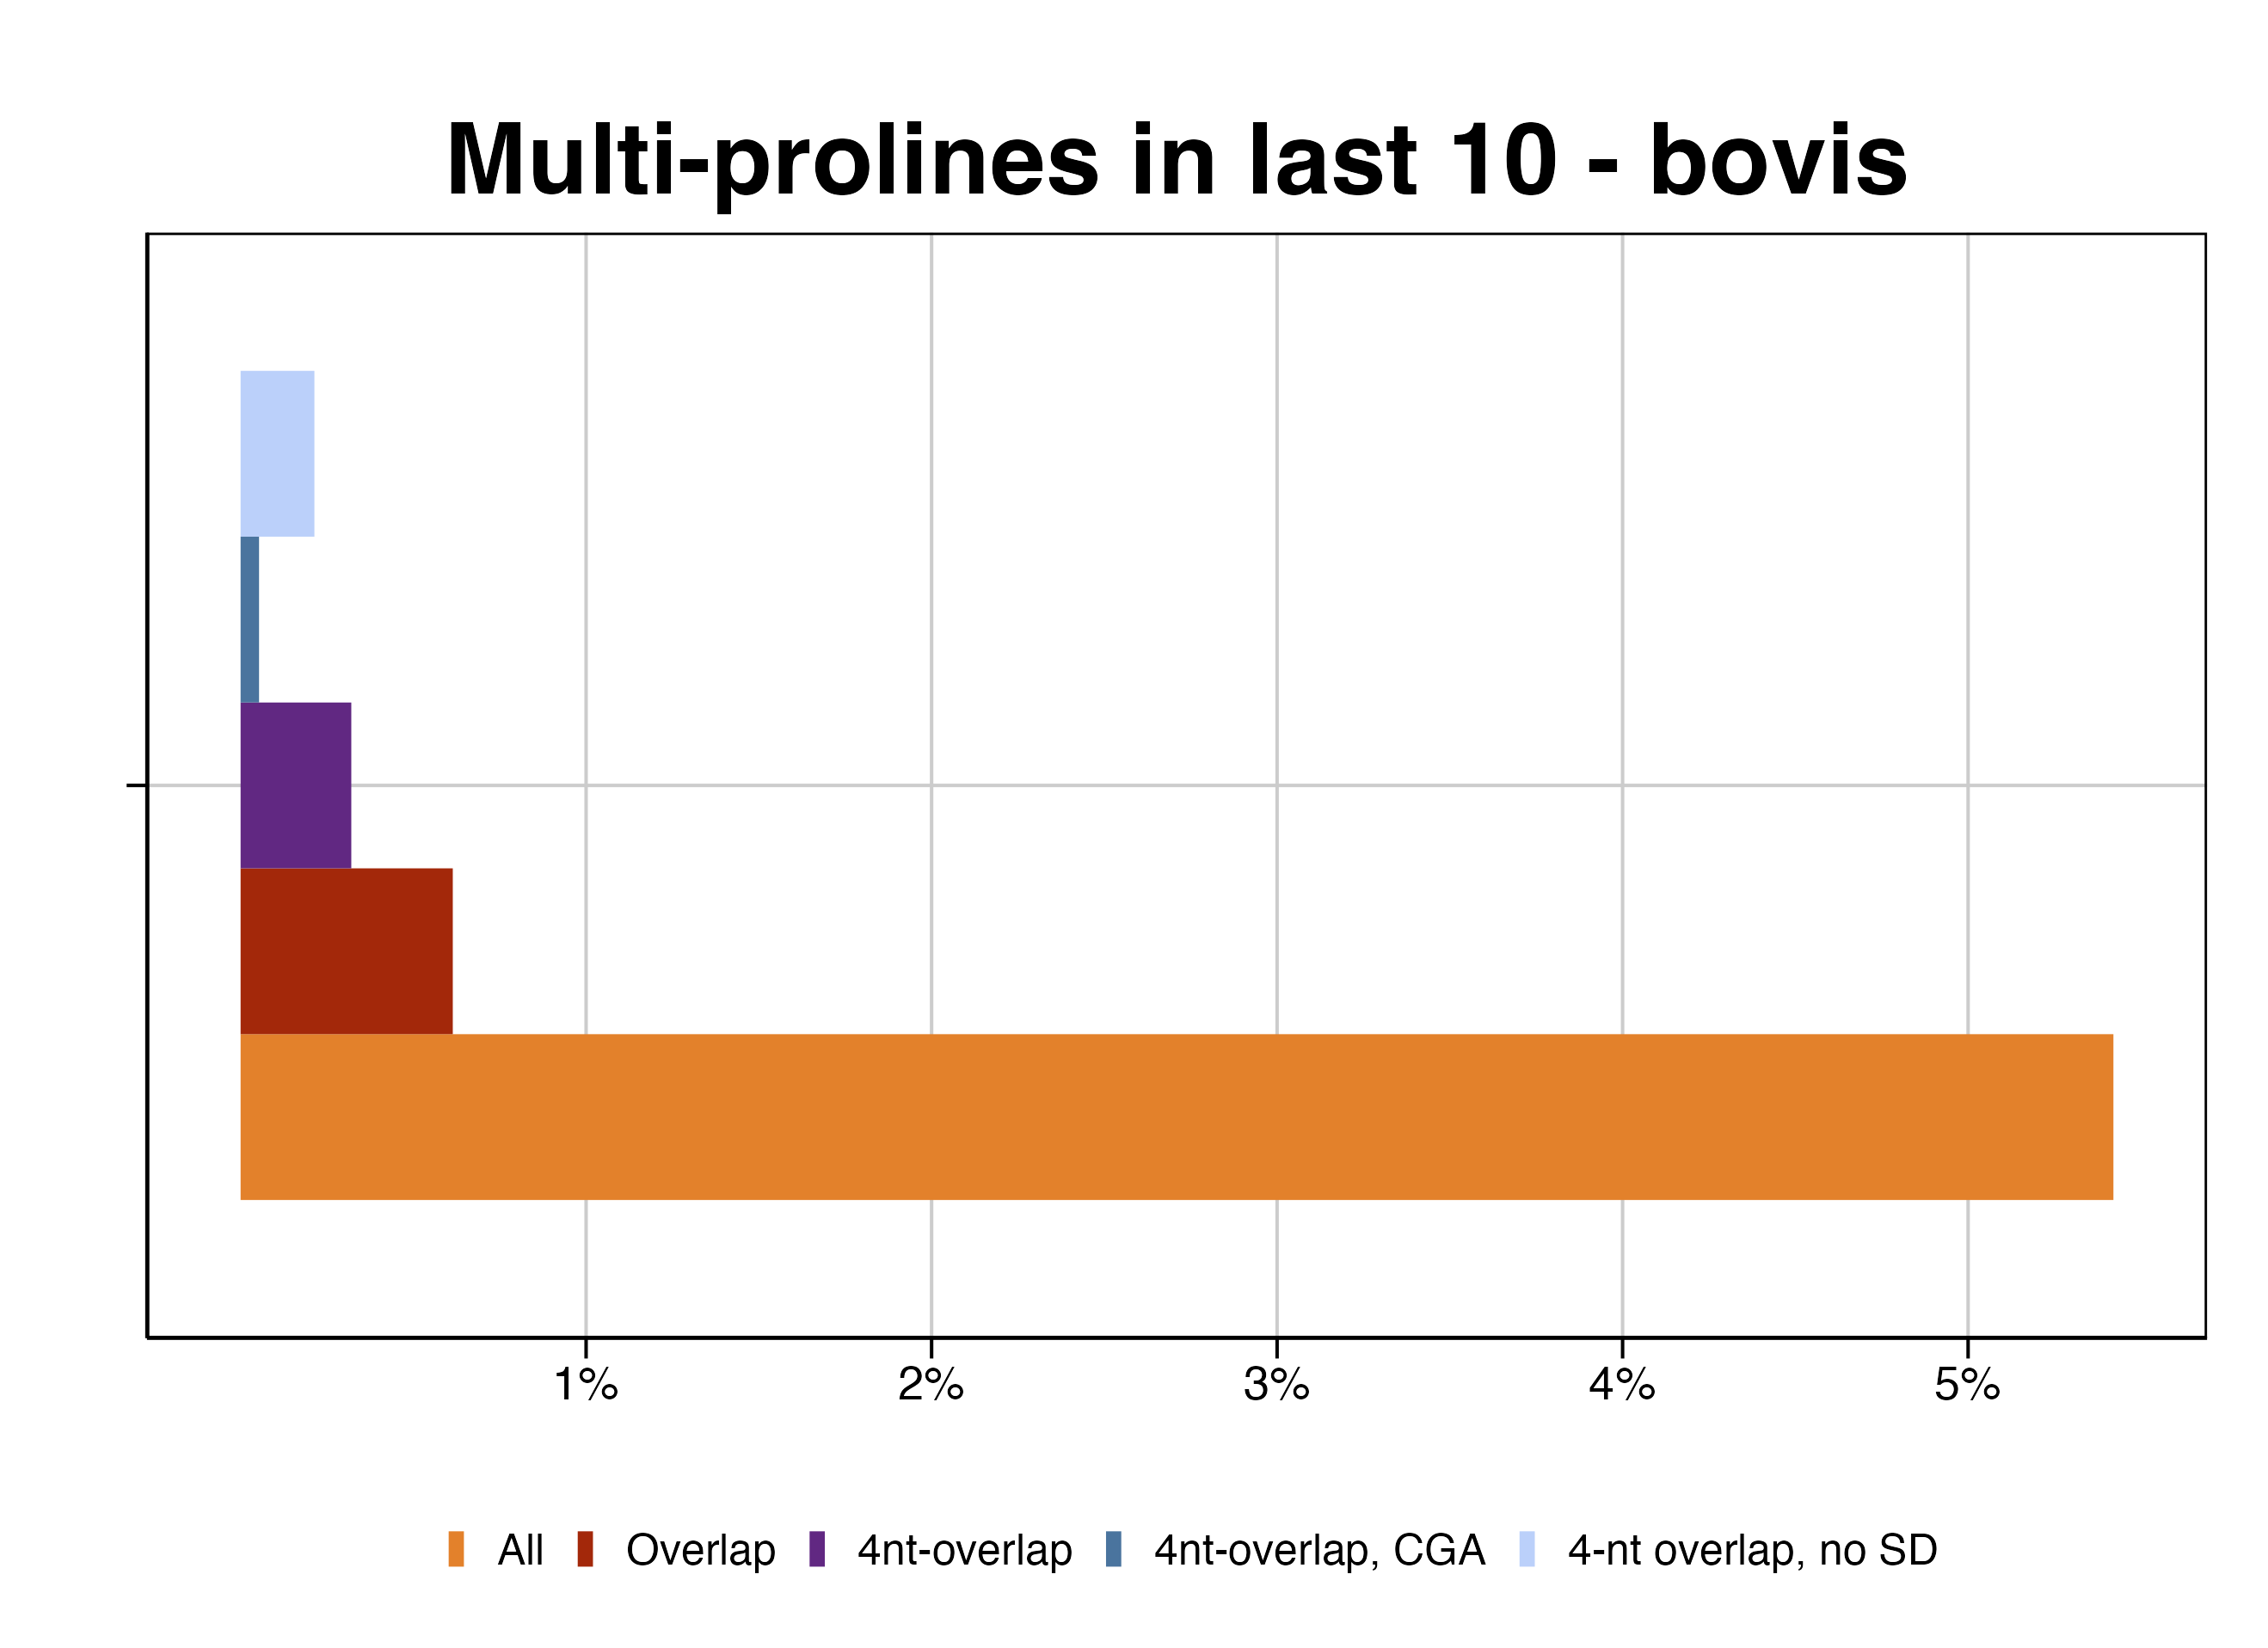 Multi-prolines in last 10 - bovis
1% 2% 3% 4% 5%
All Overlap 4nt-overlap 4nt-overlap, CGA 4-nt overlap, no SD